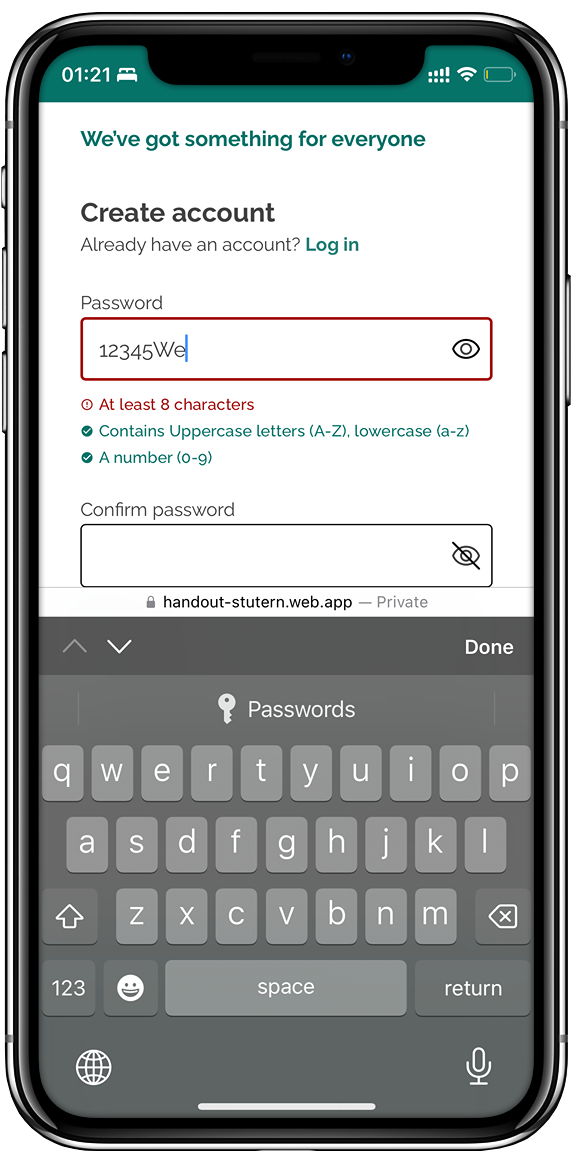 01:21
We've got something for everyone
Create account
Already have an account? Log in
Password
12345We
At least 8 characters
Contains Uppercase letters (A-Z), lowercase (a-z)
A number (0-9)
Confirm password
handout-stutern.web.app — Private
Done
Passwords
q w e r t y u i o p
a s d f g h j k l
z x c v b n m
123 space return